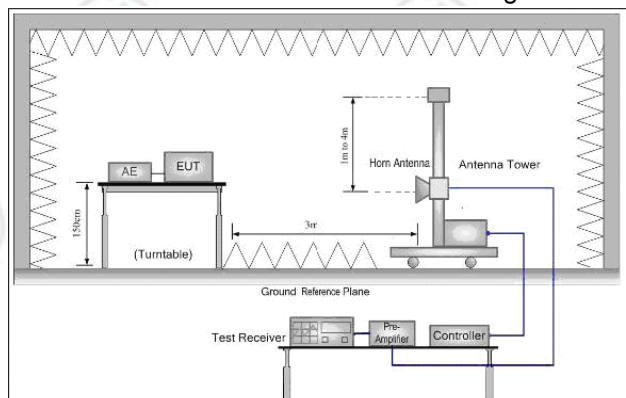 1m to 4m
Horn Antenna
Antenna Tower
AE
EUT
150cm
(Turntable)
3m
Ground Reference Plane
Test Receiver
Pre-
Amplifier
Controller